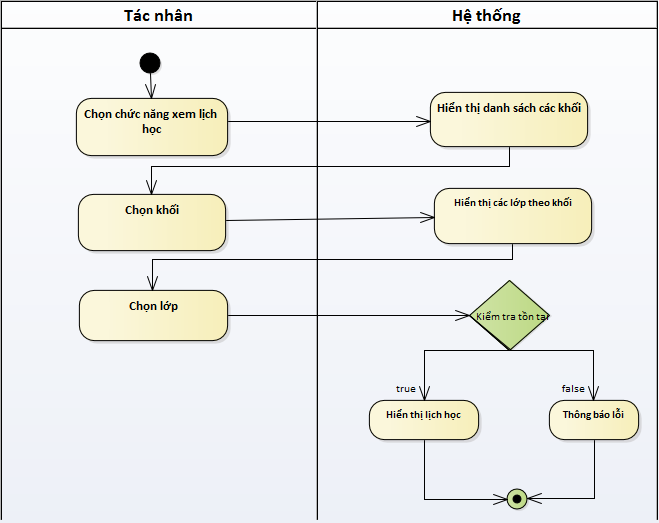 Tác nhân
Hệ thống
Chọn chức năng xem lịch
học
Hiển thị danh sách các khối
Chọn khối
Hiển thị các lớp theo khối
Chọn lớp
Kiểm tra tồn tại
true
false
Hiển thị lịch học
Thông báo lỗi